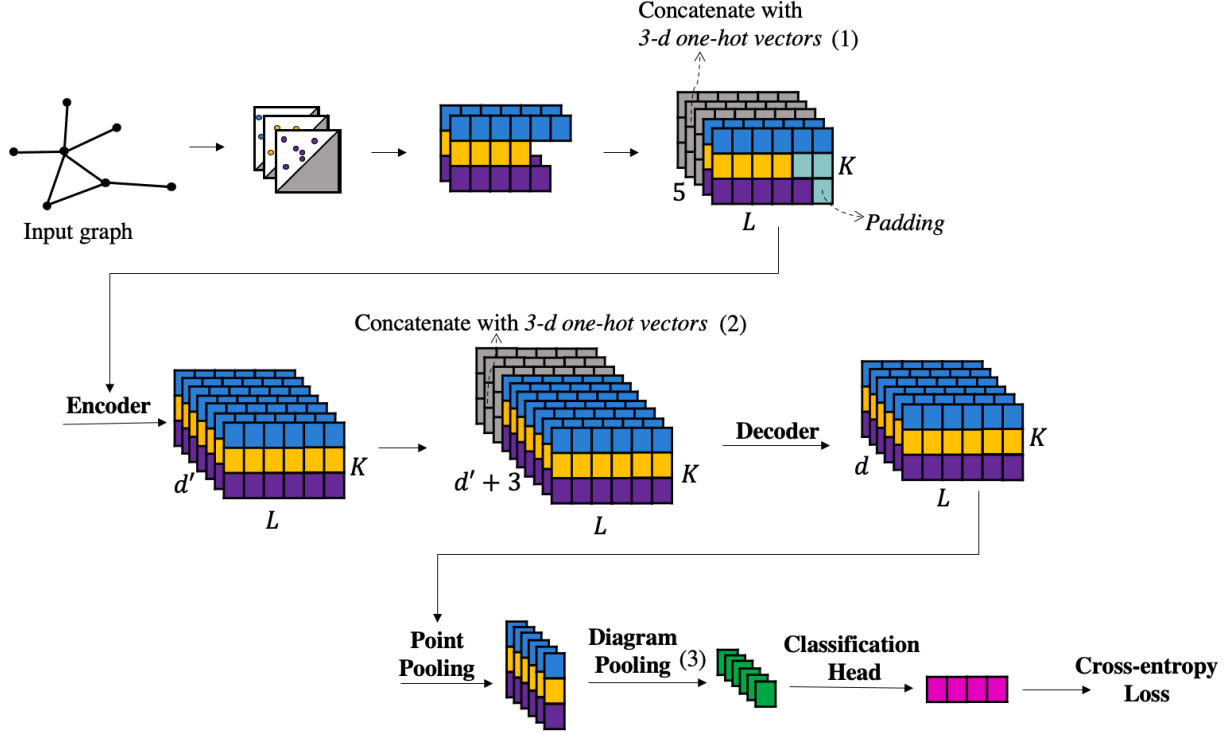 Concatenate with
3-d one-hot vectors (1)
Input graph
5
K
L
Padding
Concatenate with 3-d one-hot vectors (2)
Encoder
d′
K
L
d′ + 3
K
L
Decoder
d
K
L
Point
Pooling
Diagram
Pooling (3)
Classification
Head
Cross-entropy
Loss